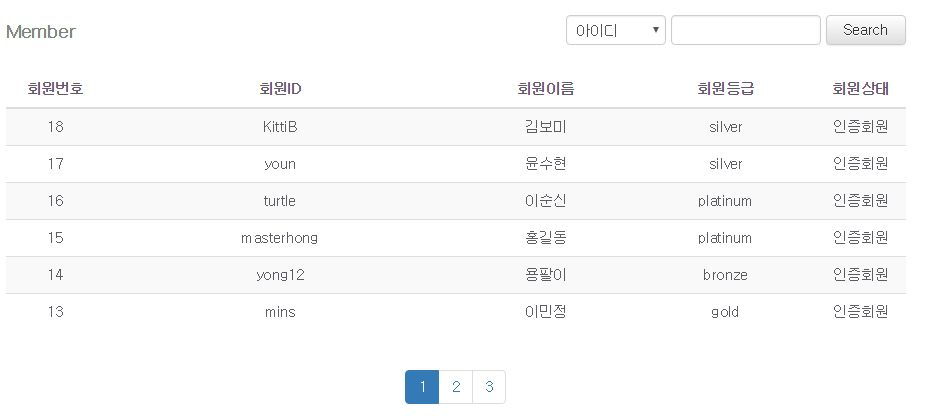 Member 아이디 Search
회원번호 회원ID 회원이름 회원등급 회원상태
18 KittiB 김보미 silver 인증회원
17 youn 윤수현 silver 인증회원
16 turtle 이순신 platinum 인증회원
15 masterhong 홍길동 platinum 인증회원
14 yong12 용팔이 bronze 인증회원
13 mins 이민정 gold 인증회원
1 2 3